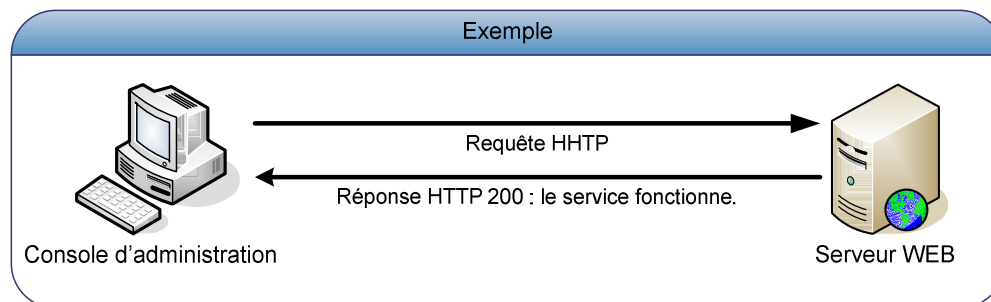 Exemple
Requête HHTP
Réponse HTTP 200 : le service fonctionne.
Console d'administration
Serveur WEB